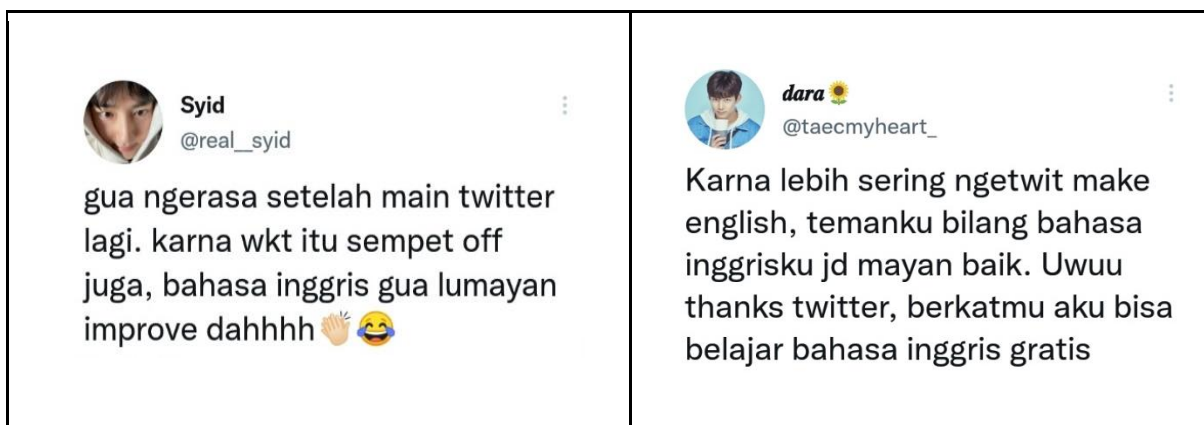 Syid
@real__syid
gua ngerasa setelah main twitter
lagi. karna wkt itu sempet off
juga, bahasa inggris gua lumayan
improve dahhhh👏🏻😂
dara🌻
@taecmyheart_
Karna lebih sering ngetwit make
english, temanku bilang bahasa
inggrisku jd mayan baik. Uwuu
thanks twitter, berkatmu aku bisa
belajar bahasa inggris gratis